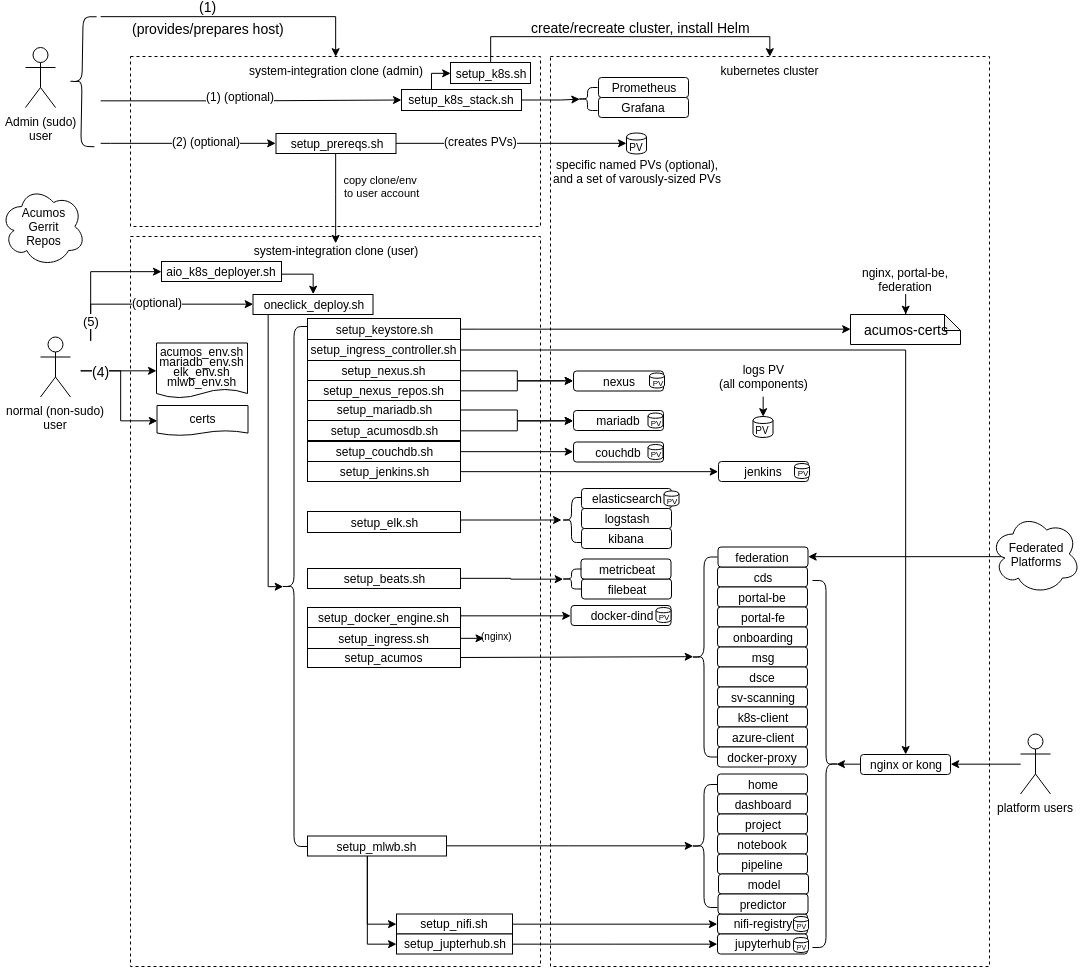 (1)
(provides/prepares host)
create/recreate cluster, install Helm
system-integration clone (admin)
setup_k8s.sh
kubernetes cluster
(1) (optional)
setup_k8s_stack.sh
Prometheus
Grafana
Admin (sudo)
user
(2) (optional)
setup_prereqs.sh
(creates PVs)
PV
specific named PVs (optional),
and a set of varously-sized PVs
copy clone/env
to user account
Acumos
Gerrit
Repos
system-integration clone (user)
aio_k8s_deployer.sh
(optional)
oneclick_deploy.sh
(5)
nginx, portal-be,
federation
acumos-certs
setup_keystore.sh
setup_ingress_controller.sh
setup_nexus.sh
setup_nexus_repos.sh
setup_mariadb.sh
setup_acumosdb.sh
setup_couchdb.sh
setup_jenkins.sh
acumos_env.sh
mariadb_env.sh
elk_env.sh
mlwb_env.sh
(4)
normal (non-sudo)
user
certs
nexus
PV
mariadb
PV
couchdb
PV
logs PV
(all components)
PV
jenkins
PV
setup_elk.sh
elasticsearch
PV
logstash
kibana
setup_beats.sh
metricbeat
filebeat
setup_docker_engine.sh
docker-dind
PV
setup_ingress.sh
(nginx)
setup_acumos
Federated
Platforms
federation
cds
portal-be
portal-fe
onboarding
msg
dsce
sv-scanning
k8s-client
azure-client
docker-proxy
nginx or kong
platform users
setup_mlwb.sh
home
dashboard
project
notebook
pipeline
model
predictor
setup_nifi.sh
nifi-registry
PV
setup_jupterhub.sh
jupyterhub
PV